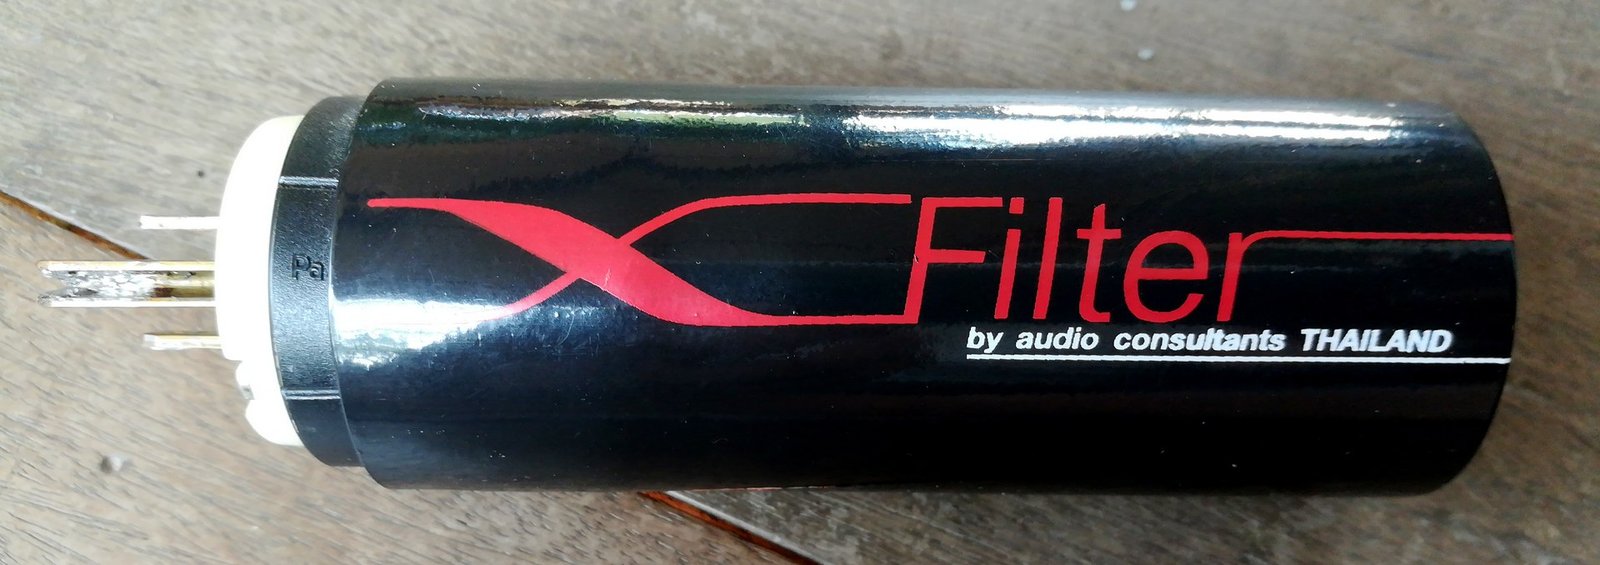 X Filter
by audio consultants THAILAND
Pa